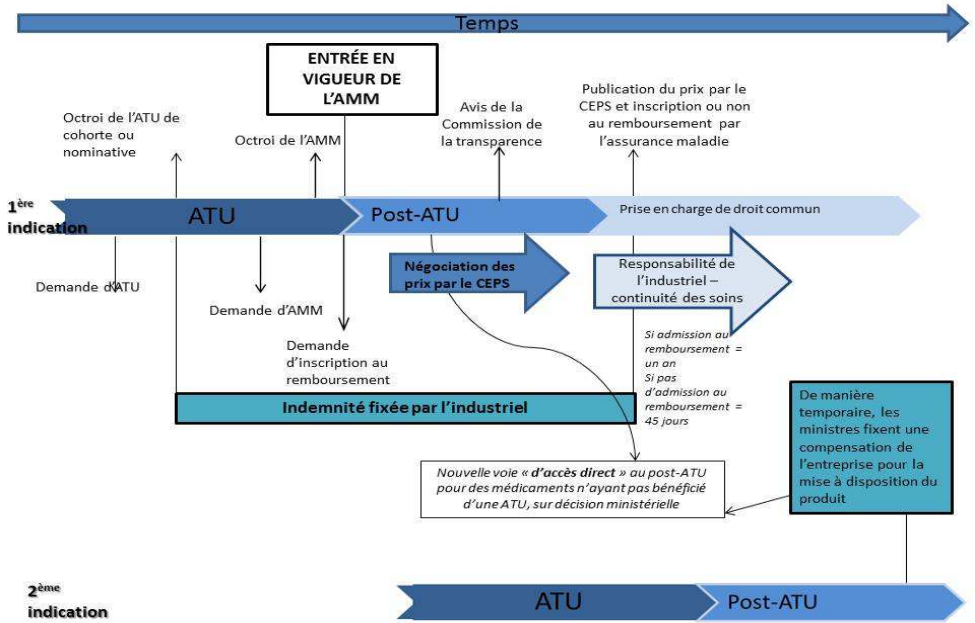 Temps
ENTRÉE EN
VIGUEUR DE
L'AMM
Octroi de l'ATU de
cohorte ou
nominative
Octroi de l'AMM
Avis de la
Commission de
la transparence
Publication du prix par le
CEPS et inscription ou non
au remboursement par
l'assurance maladie
1ère
indication
ATU
Post-ATU
Prise en charge de droit commun
Demande d'ATU
Demande d'AMM
Demande
d'inscription au
remboursement
Négociation des
prix par le CEPS
Responsabilité de
l'industriel –
continuité des soins
Si admission au
remboursement =
un an
Si pas
d'admission au
remboursement =
45 jours
Indemnité fixée par l'industriel
De manière
temporaire, les
ministres fixent une
compensation de
l'entreprise pour la
mise à disposition du
produit
Nouvelle voie « d'accès direct » au post-ATU
pour des médicaments n'ayant pas bénéficié
d'une ATU, sur décision ministérielle
2ème
indication
ATU
Post-ATU